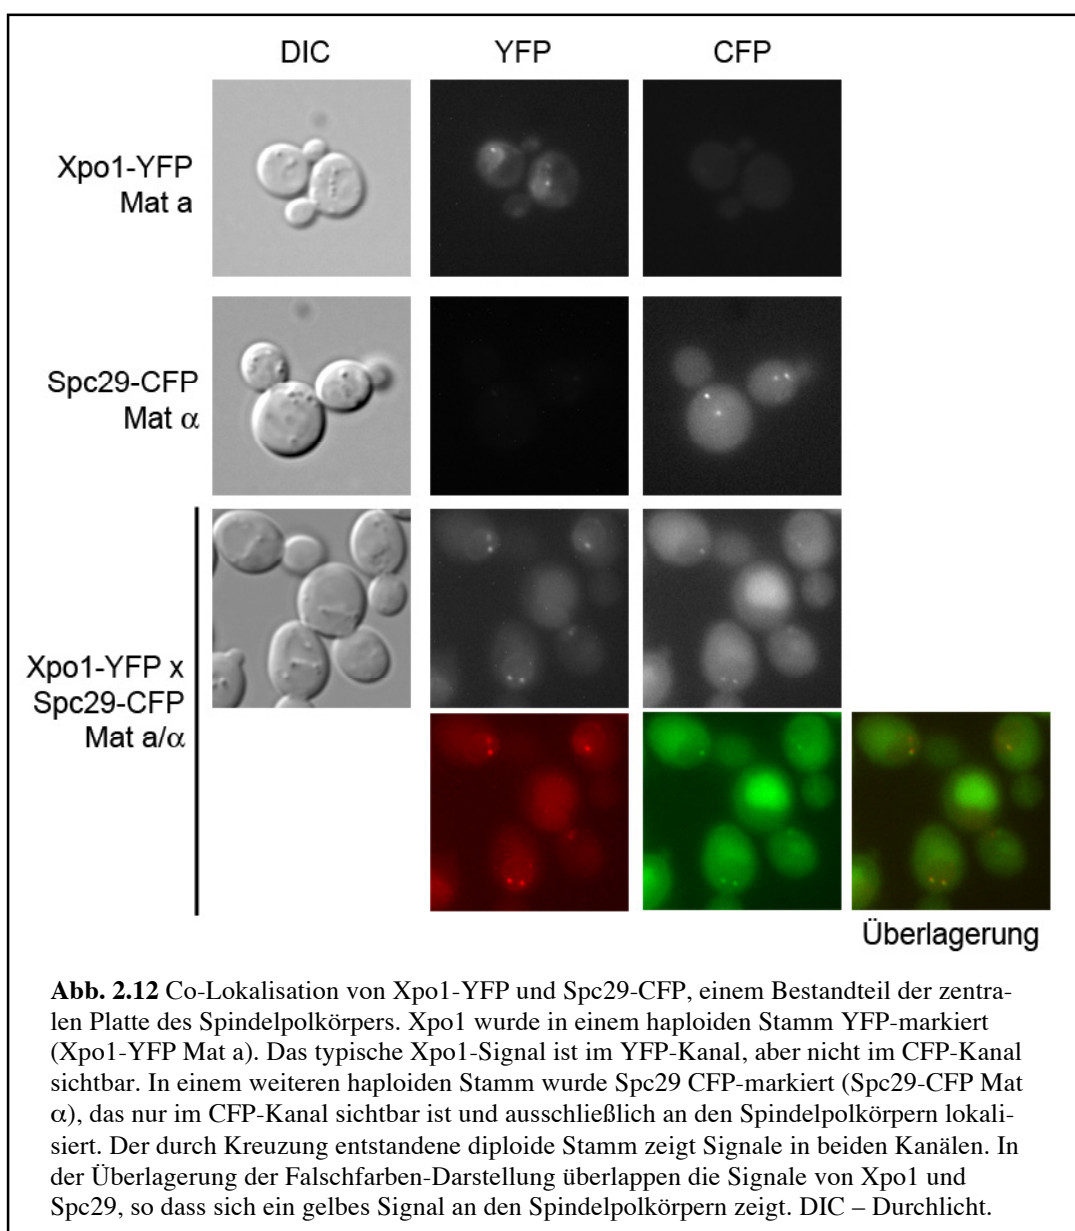 DIC YFP CFP
Xpo1-YFP
Mat a
Spc29-CFP
Mat α
Xpo1-YFP x
Spc29-CFP
Mat a/α
Überlagerung
Abb. 2.12 Co-Lokalisation von Xpo1-YFP und Spc29-CFP, einem Bestandteil der zentra-
len Platte des Spindelpolkörpers. Xpo1 wurde in einem haploiden Stamm YFP-markiert
(Xpo1-YFP Mat a). Das typische Xpo1-Signal ist im YFP-Kanal, aber nicht im CFP-Kanal
sichtbar. In einem weiteren haploiden Stamm wurde Spc29 CFP-markiert (Spc29-CFP Mat
α), das nur im CFP-Kanal sichtbar ist und ausschließlich an den Spindelpolkörpern lokali-
siert. Der durch Kreuzung entstandene diploide Stamm zeigt Signale in beiden Kanälen. In
der Überlagerung der Falschfarben-Darstellung überlappen die Signale von Xpo1 und
Spc29, so dass sich ein gelbes Signal an den Spindelpolkörpern zeigt. DIC – Durchlicht.